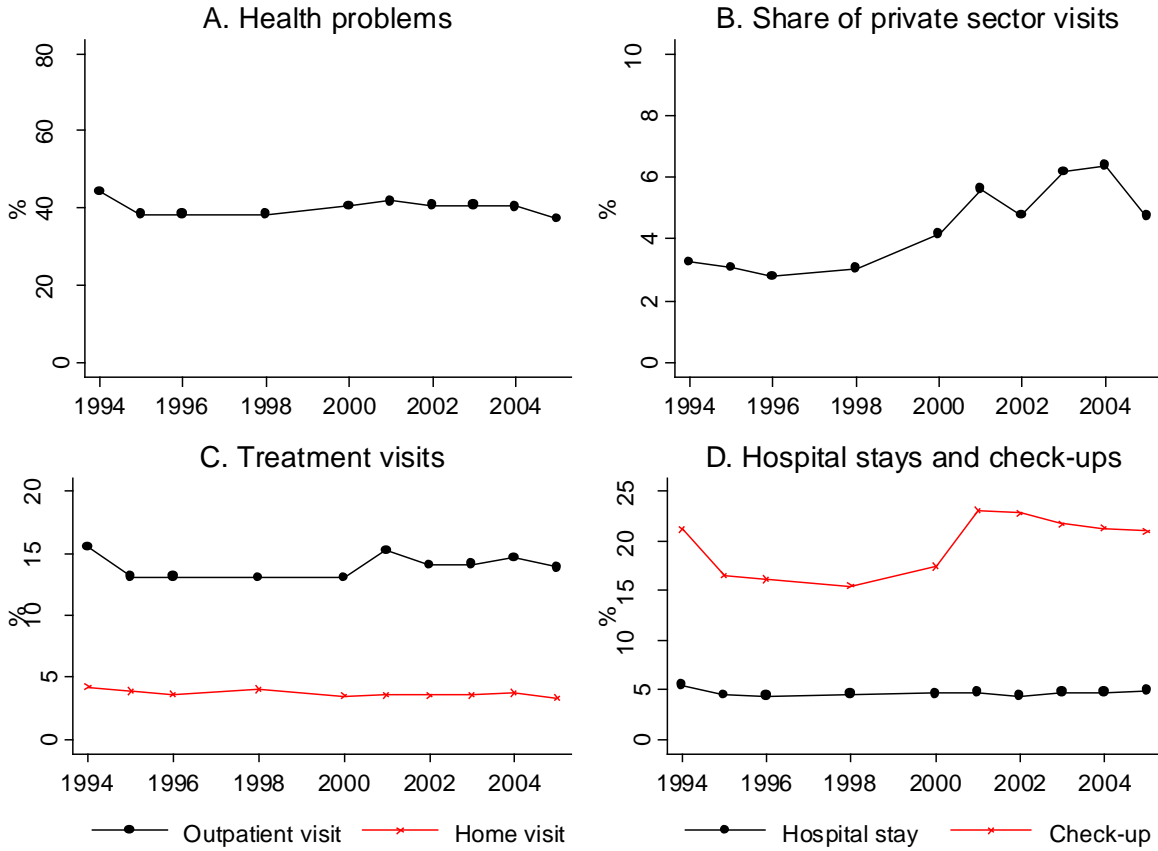 A. Health problems
80
60
40
20
0
%
1994 1996 1998 2000 2002 2004
B. Share of private sector visits
10
8
6
4
2
0
%
1994 1996 1998 2000 2002 2004
C. Treatment visits
20
15
10
5
0
%
1994 1996 1998 2000 2002 2004
Outpatient visit Home visit
D. Hospital stays and check-ups
25
20
15
10
5
0
%
1994 1996 1998 2000 2002 2004
Hospital stay Check-up